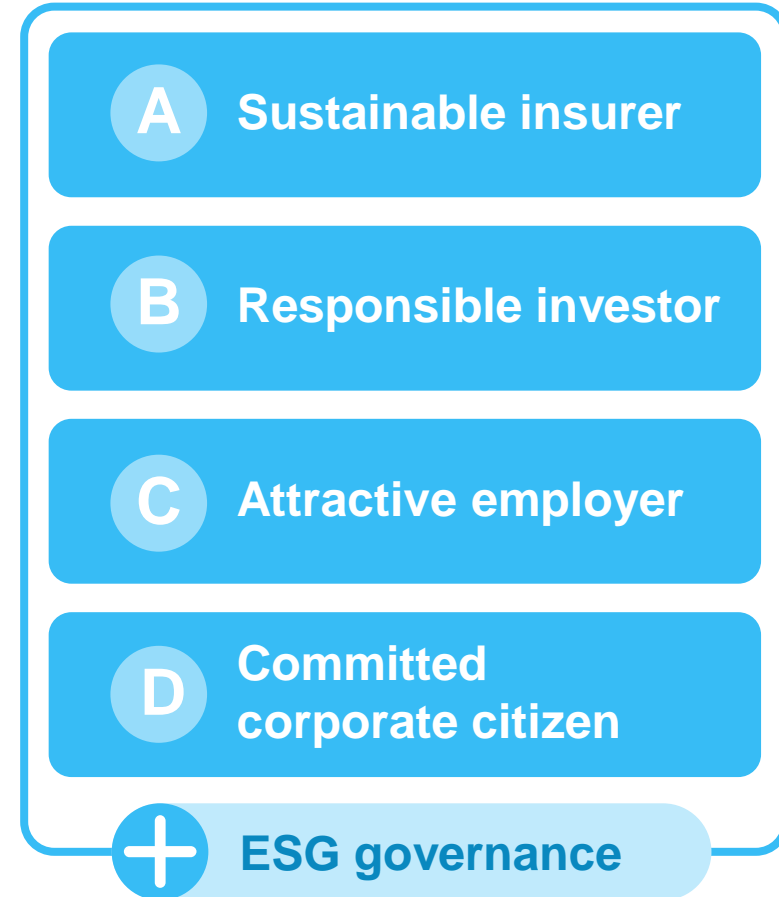 A Sustainable insurer
B Responsible investor
C Attractive employer
D Committed
corporate citizen
ESG governance